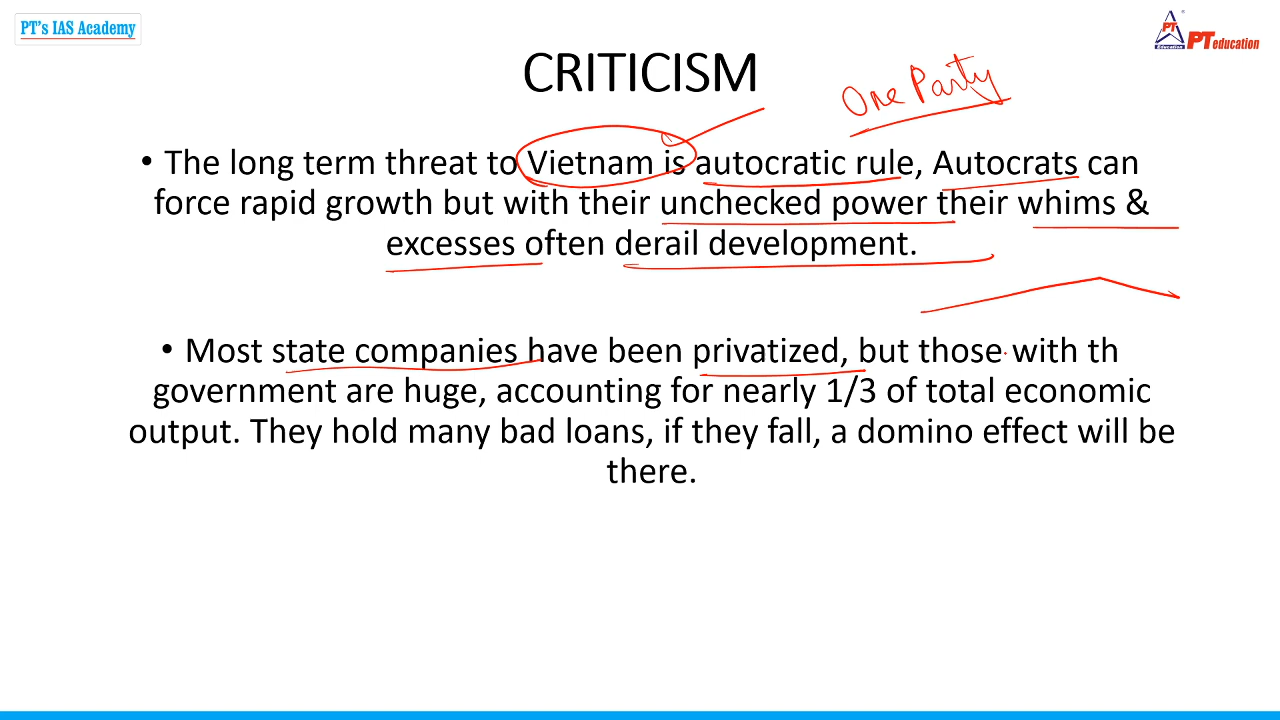 PT's IAS Academy
PT
Education
PT education
CRITICISM
One Party
• The long term threat to Vietnam is autocratic rule, Autocrats can
force rapid growth but with their unchecked power their whims &
excesses often derail development.
• Most state companies have been privatized, but those with th
government are huge, accounting for nearly 1/3 of total economic
output. They hold many bad loans, if they fall, a domino effect will be
there.